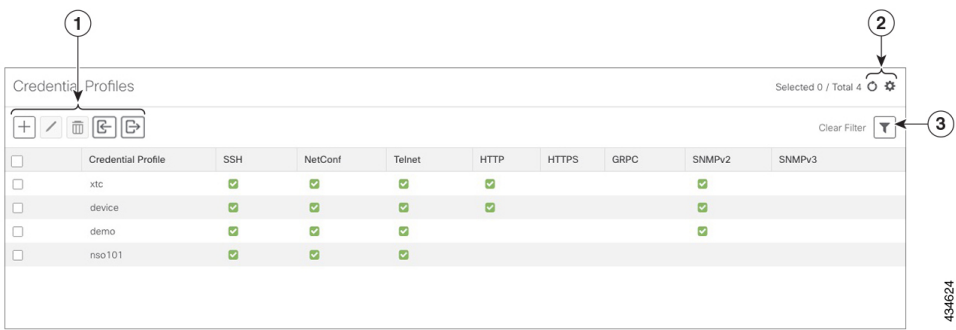 1
2
Credential Profiles
Selected 0 / Total 4
Clear Filter
3
Credential Profile SSH NetConf Telnet HTTP HTTPS GRPC SNMPv2 SNMPv3
xtc
device
demo
nso101
434624